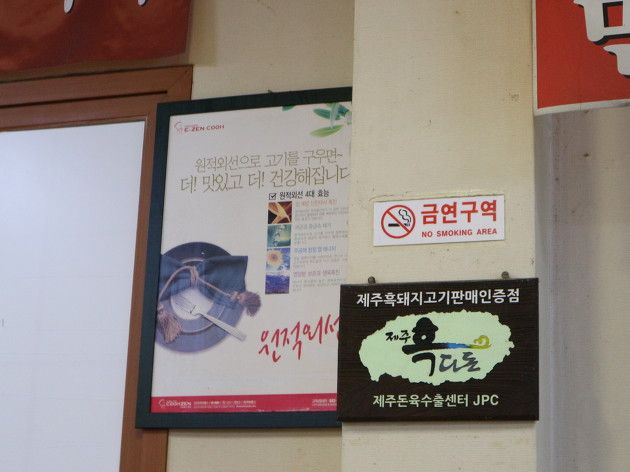 E-ZEN COOH
원적외선으로 고기를 구우면~
더! 맛있고 더! 건강해집니다
원적외선 4대 효능
원적외선
금연구역
NO SMOKING AREA
제주흑돼지고기판매인증점
제주
흑다돈
제주돈육수출센터 JPC